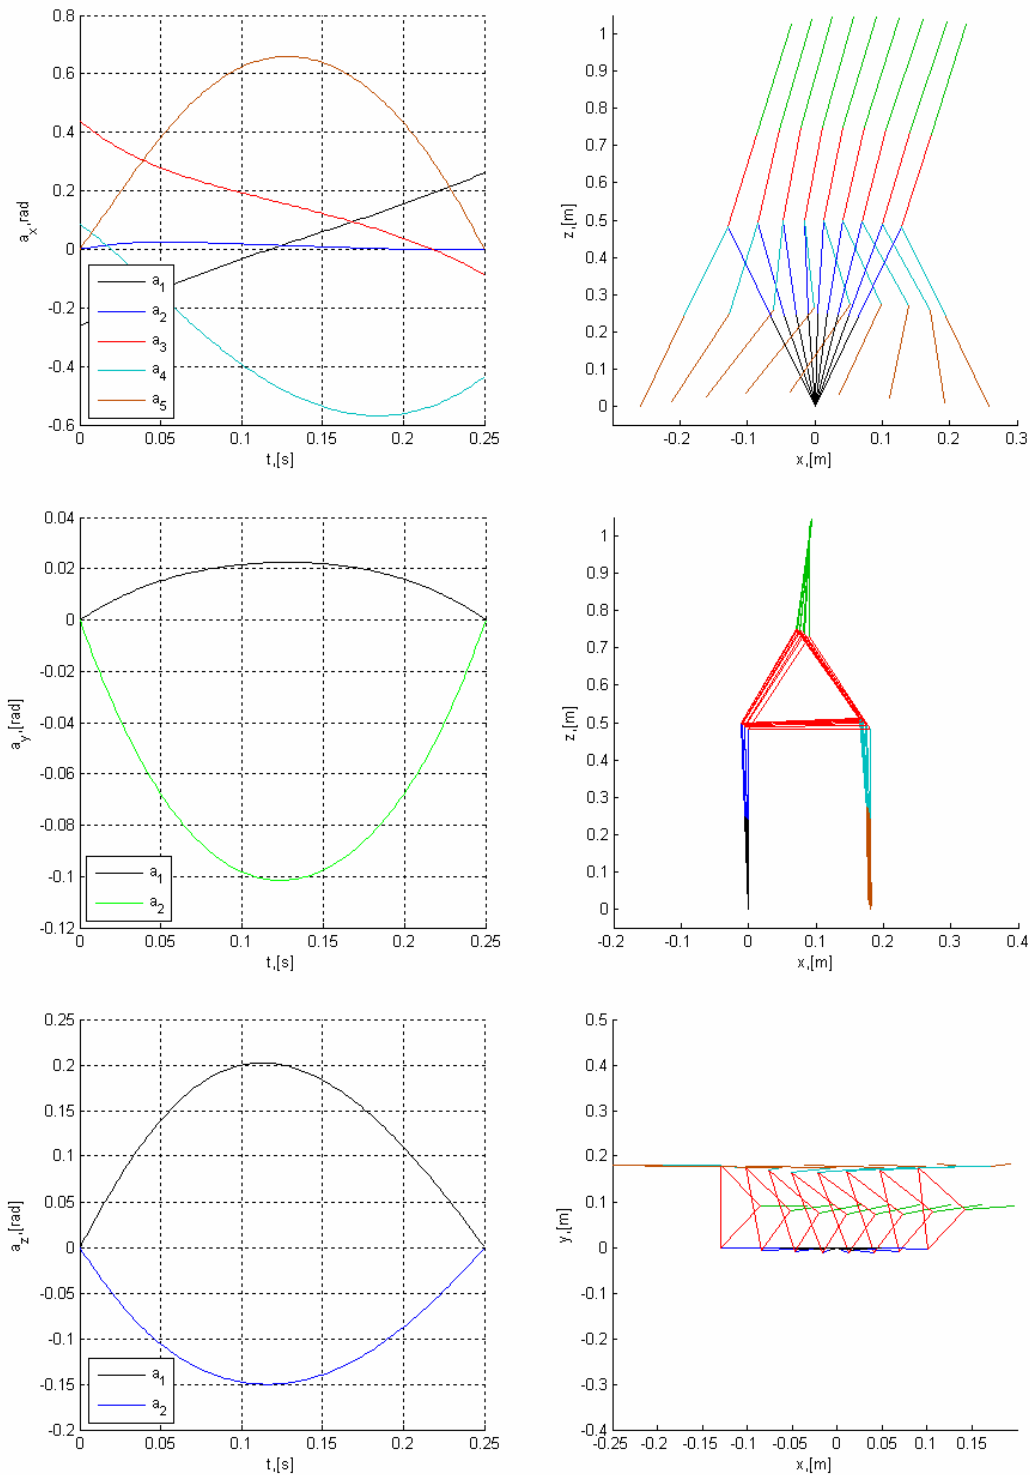 0.8
0.6
0.4
0.2
0
-0.2
-0.4
-0.6
a_x,rad
a_1
a_2
a_3
a_4
a_5
0 0.05 0.1 0.15 0.2 0.25
t,[s]
1
0.9
0.8
0.7
0.6
0.5
0.4
0.3
0.2
0.1
0
z,[m]
-0.2 -0.1 0 0.1 0.2 0.3
x,[m]
0.04
0.02
0
-0.02
-0.04
-0.06
-0.08
-0.1
-0.12
a_y,[rad]
a_1
a_2
0 0.05 0.1 0.15 0.2 0.25
t,[s]
1
0.9
0.8
0.7
0.6
0.5
0.4
0.3
0.2
0.1
0
z,[m]
-0.2 -0.1 0 0.1 0.2 0.3 0.4
x,[m]
0.25
0.2
0.15
0.1
0.05
0
-0.05
-0.1
-0.15
-0.2
a_z,[rad]
a_1
a_2
0 0.05 0.1 0.15 0.2 0.25
t,[s]
0.5
0.4
0.3
0.2
0.1
0
-0.1
-0.2
-0.3
-0.4
y,[m]
-0.25 -0.2 -0.15 -0.1 -0.05 0 0.05 0.1 0.15
x,[m]